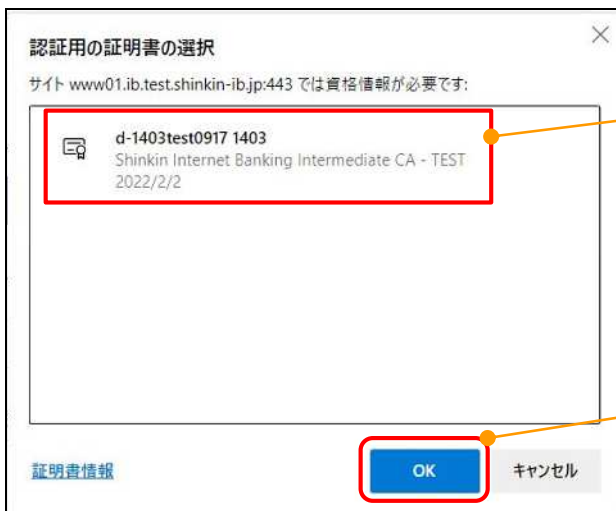 認証用の証明書の選択
サイト www01.ib.test.shinkin-ib.jp:443 では資格情報が必要です:
d-1403test0917 1403
Shinkin Internet Banking Intermediate CA - TEST
2022/2/2
証明書情報
OK
キャンセル